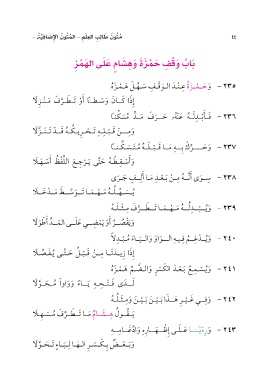 ٤٤ مُتُونُ طَالِبِ العِلْمِ - المُتُونُ الإِضَافِيَّةُ -
بَابُ وَقْفِ حَمْزَةَ وَهِشَامٍ عَلَى الهَمْزِ
٢٣٥ - وَحَمْزَةُ عِنْدَ الوَقْفِ سَهَّلَ هَمْزَهُ
إِذَا كَانَ وَسْطًا أَوْ تَطَرَّفَ مَنْزِلَا
٢٣٦ - فَأَبْدِلْهُ عَنْهُ حَرْفَ مَدٍّ مُسَكَّنًا
وَمِنْ قَبْلِهِ تَحْرِيكُهُ قَدْ تَنَزَّلَا
٢٣٧ - وَحَرِّكْ بِهِ مَا قَبْلَهُ مُتَسَكِّنًا
وَأَسْقِطْهُ حَتَّى يَرْجِعَ اللَّفْظُ أَسْهَلَا
٢٣٨ - سِوَى أَنَّهُ مِنْ بَعْدِ مَا أَلِفٍ جَرَى
يُسَهِّلُهُ مَهْمَا تَوَسَّطَ مَدْخَلَا
٢٣٩ - وَيُبْدِلُهُ مَهْمَا تَطَرَّفَ مِثْلَهُ
وَيَقْصُرُ أَوْ يَمْضِي عَلَى المَدِّ أَطْوَلَا
٢٤٠ - وَيُدْغِمُ فِيهِ الوَاوَ وَاليَاءَ مُبْدِلًا
إِذَا زِيدَتَا مِنْ قَبْلُ حَتَّى يُفَصَّلَا
٢٤١ - وَيُسْمِعُ بَعْدَ الكَسْرِ وَالضَّمِّ هَمْزَهُ
لَدَى فَتْحِهِ يَاءً وَوَاوًا مُحَوَّلَا
٢٤٢ - وَفِي غَيْرِ هَذَا بَيْنَ بَيْنَ وَمِثْلُهُ
يَقُولُ هِشَامٌ مَا تَطَرَّفَ مُسْهِلَا
٢٤٣ - وَرِءْيًا عَلَى إِظْهَارِهِ وَادِّغَامِهِ
وَبَعْضٌ بِكَسْرِ الهَا لِيَاءٍ تَحَوَّلَا